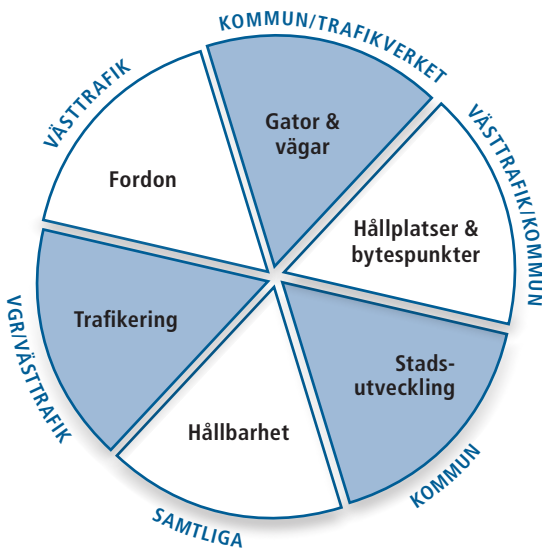 KOMMUN/TRAFIKVERKET
Gator &
vägar
VÄSTTRAFIK/KOMMUN
Hållplatser &
bytespunkter
KOMMUN
Stads-
utveckling
SAMTLIGA
Hållbarhet
VGR/VÄSTTRAFIK
Trafikering
VÄSTTRAFIK
Fordon